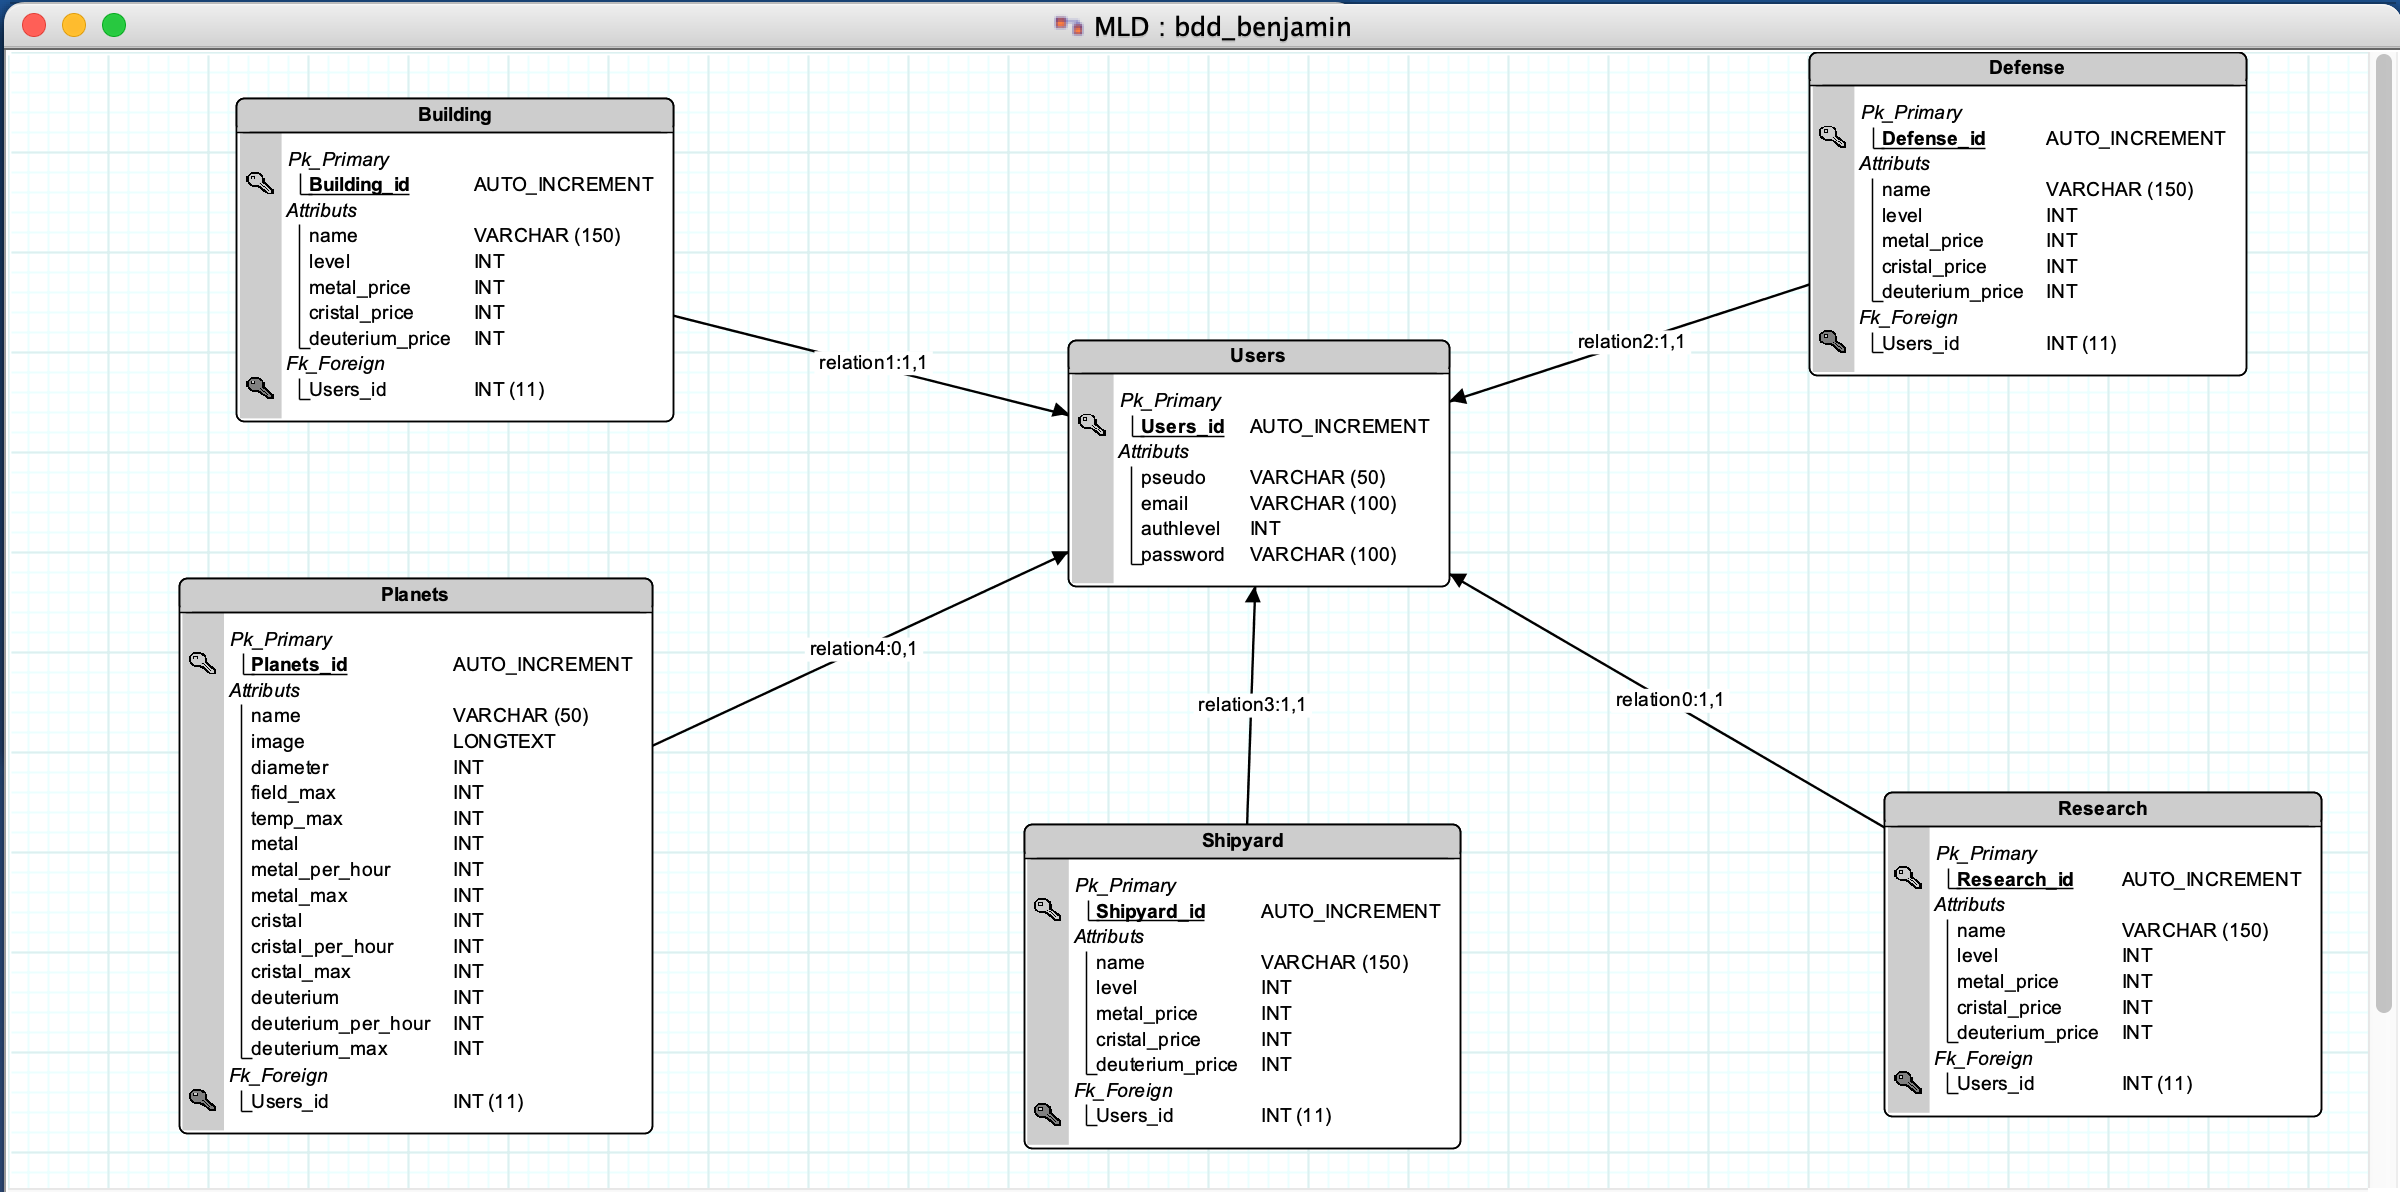 MLD : bdd_benjamin
Building
Pk_Primary
Building_id AUTO_INCREMENT
Attributs
name VARCHAR (150)
level INT
metal_price INT
cristal_price INT
deuterium_price INT
Fk_Foreign
Users_id INT (11)
Defense
Pk_Primary
Defense_id AUTO_INCREMENT
Attributs
name VARCHAR (150)
level INT
metal_price INT
cristal_price INT
deuterium_price INT
Fk_Foreign
Users_id INT (11)
relation1:1,1
relation2:1,1
Users
Pk_Primary
Users_id AUTO_INCREMENT
Attributs
pseudo VARCHAR (50)
email VARCHAR (100)
authlevel INT
password VARCHAR (100)
relation4:0,1
relation3:1,1
relation0:1,1
Planets
Pk_Primary
Planets_id AUTO_INCREMENT
Attributs
name VARCHAR (50)
image LONGTEXT
diameter INT
field_max INT
temp_max INT
metal INT
metal_per_hour INT
metal_max INT
cristal INT
cristal_per_hour INT
cristal_max INT
deuterium INT
deuterium_per_hour INT
deuterium_max INT
Fk_Foreign
Users_id INT (11)
Shipyard
Pk_Primary
Shipyard_id AUTO_INCREMENT
Attributs
name VARCHAR (150)
level INT
metal_price INT
cristal_price INT
deuterium_price INT
Fk_Foreign
Users_id INT (11)
Research
Pk_Primary
Research_id AUTO_INCREMENT
Attributs
name VARCHAR (150)
level INT
metal_price INT
cristal_price INT
deuterium_price INT
Fk_Foreign
Users_id INT (11)